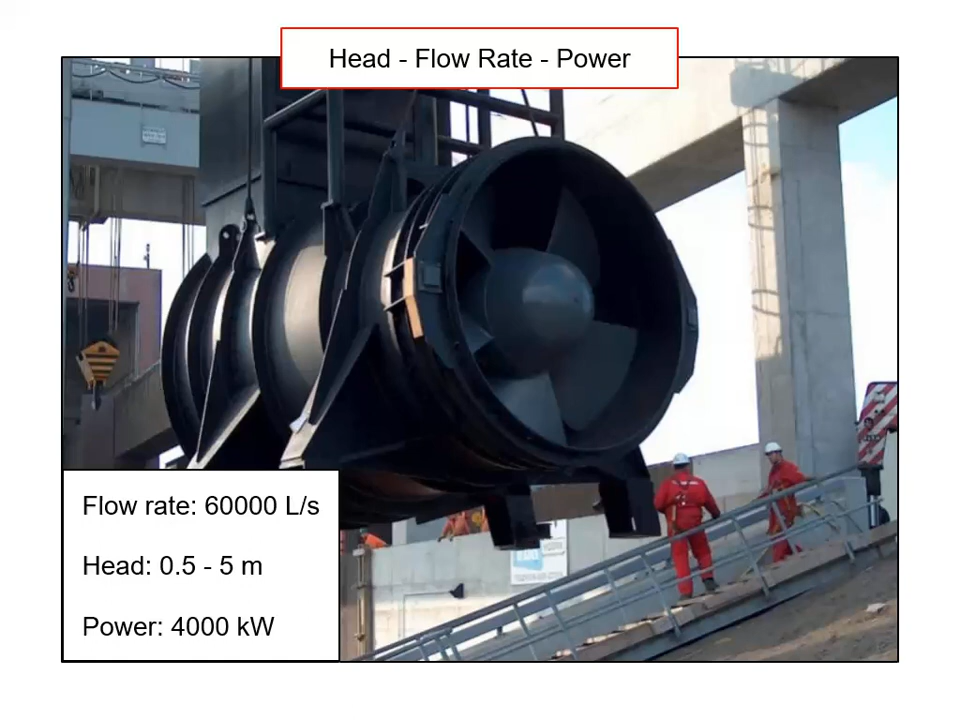 Head - Flow Rate - Power
Flow rate: 60000 L/s
Head: 0.5 - 5 m
Power: 4000 kW